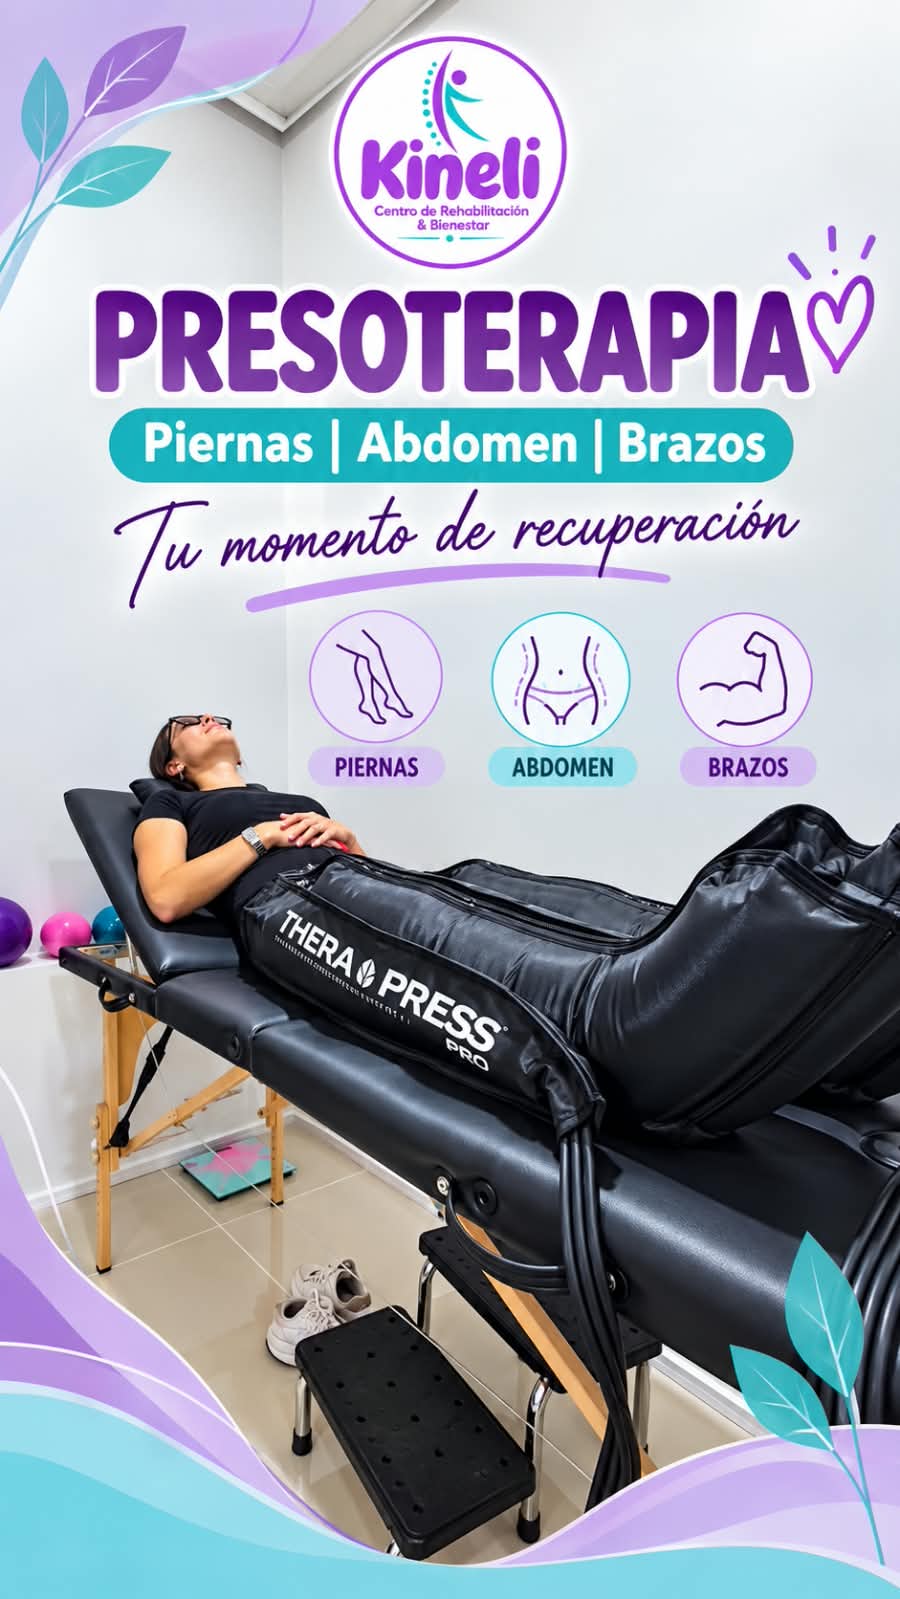 Kineli
Centro de Rehabilitación
& Bienestar
PRESOTERAPIA
Piernas | Abdomen | Brazos
Tu momento de recuperación
PIERNAS
ABDOMEN
BRAZOS
THERA PRESS
PRO